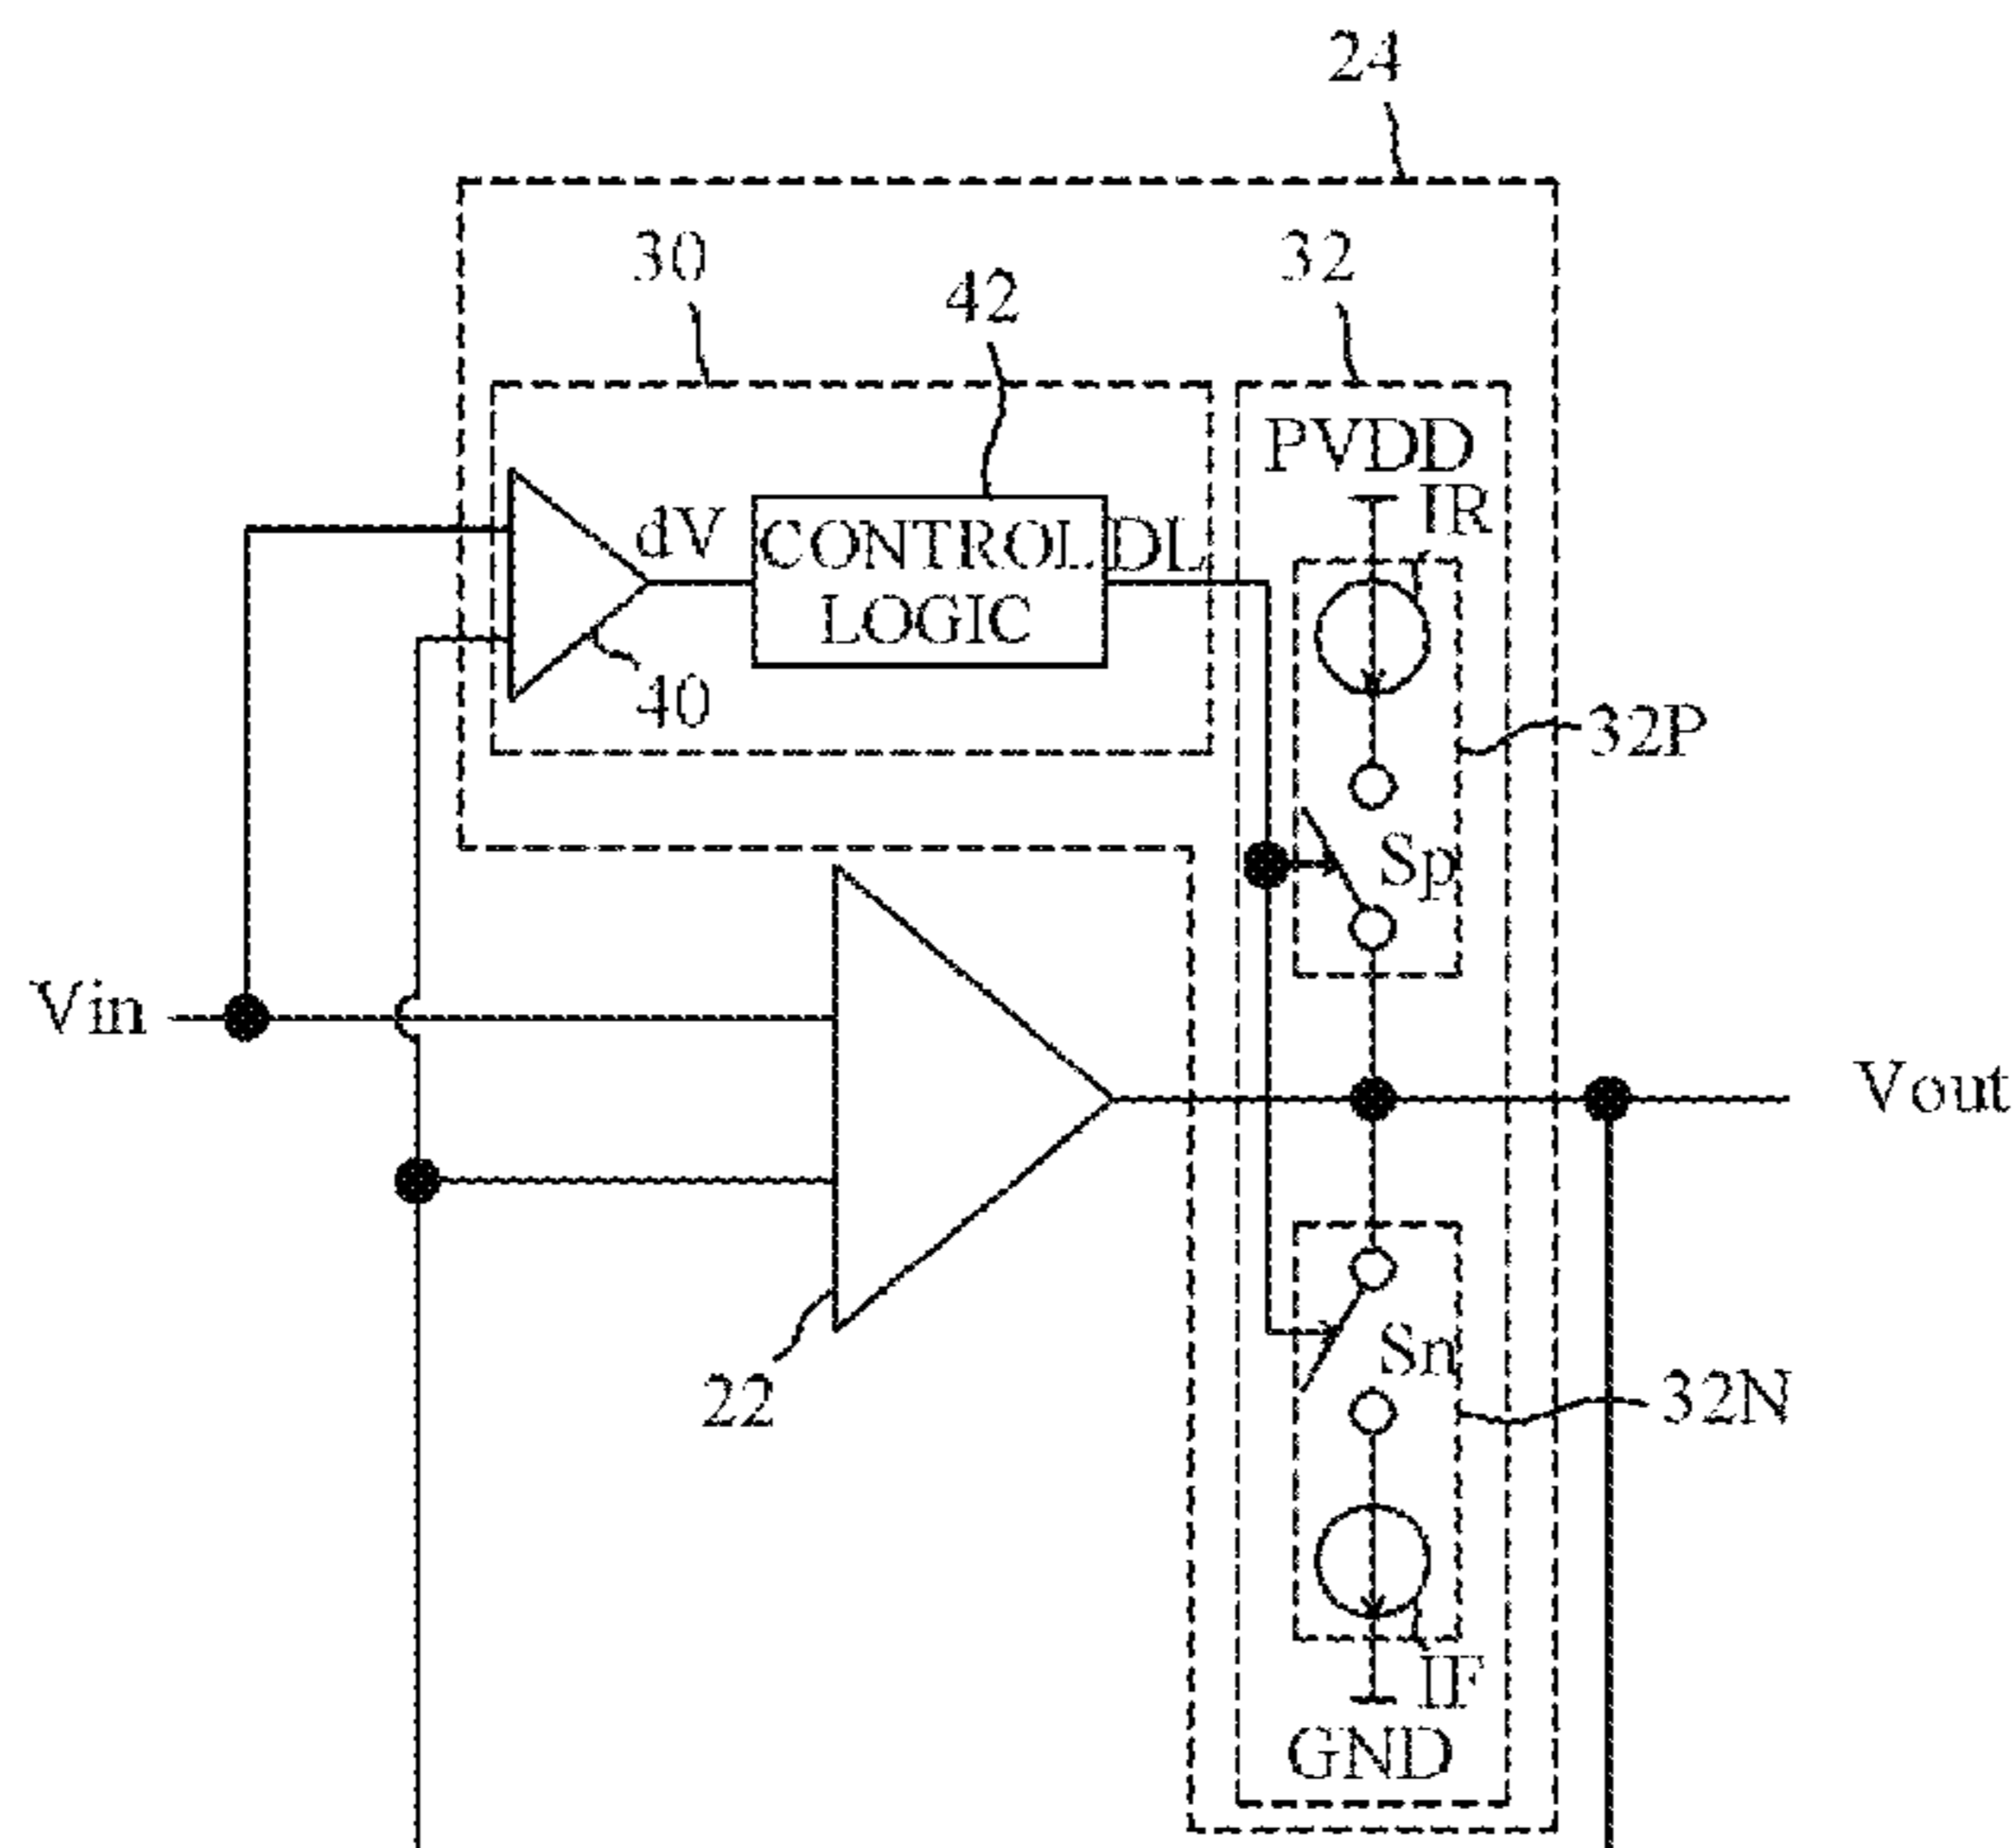 24
30
32
42
PVDD
IR
dV
CONTROL
LOGIC
DL
40
32P
Sp
Vin
Vout
Sn
22
32N
IF
GND